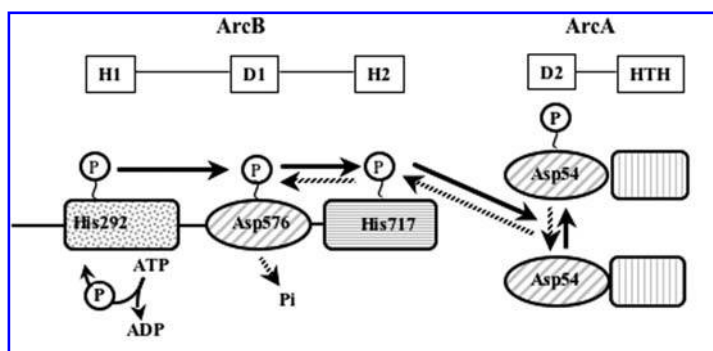 ArcB ArcA
H1 D1 H2 D2 HTH
P
P P P Asp54
His292 Asp576 His717
ATP Asp54
P Pi
ADP